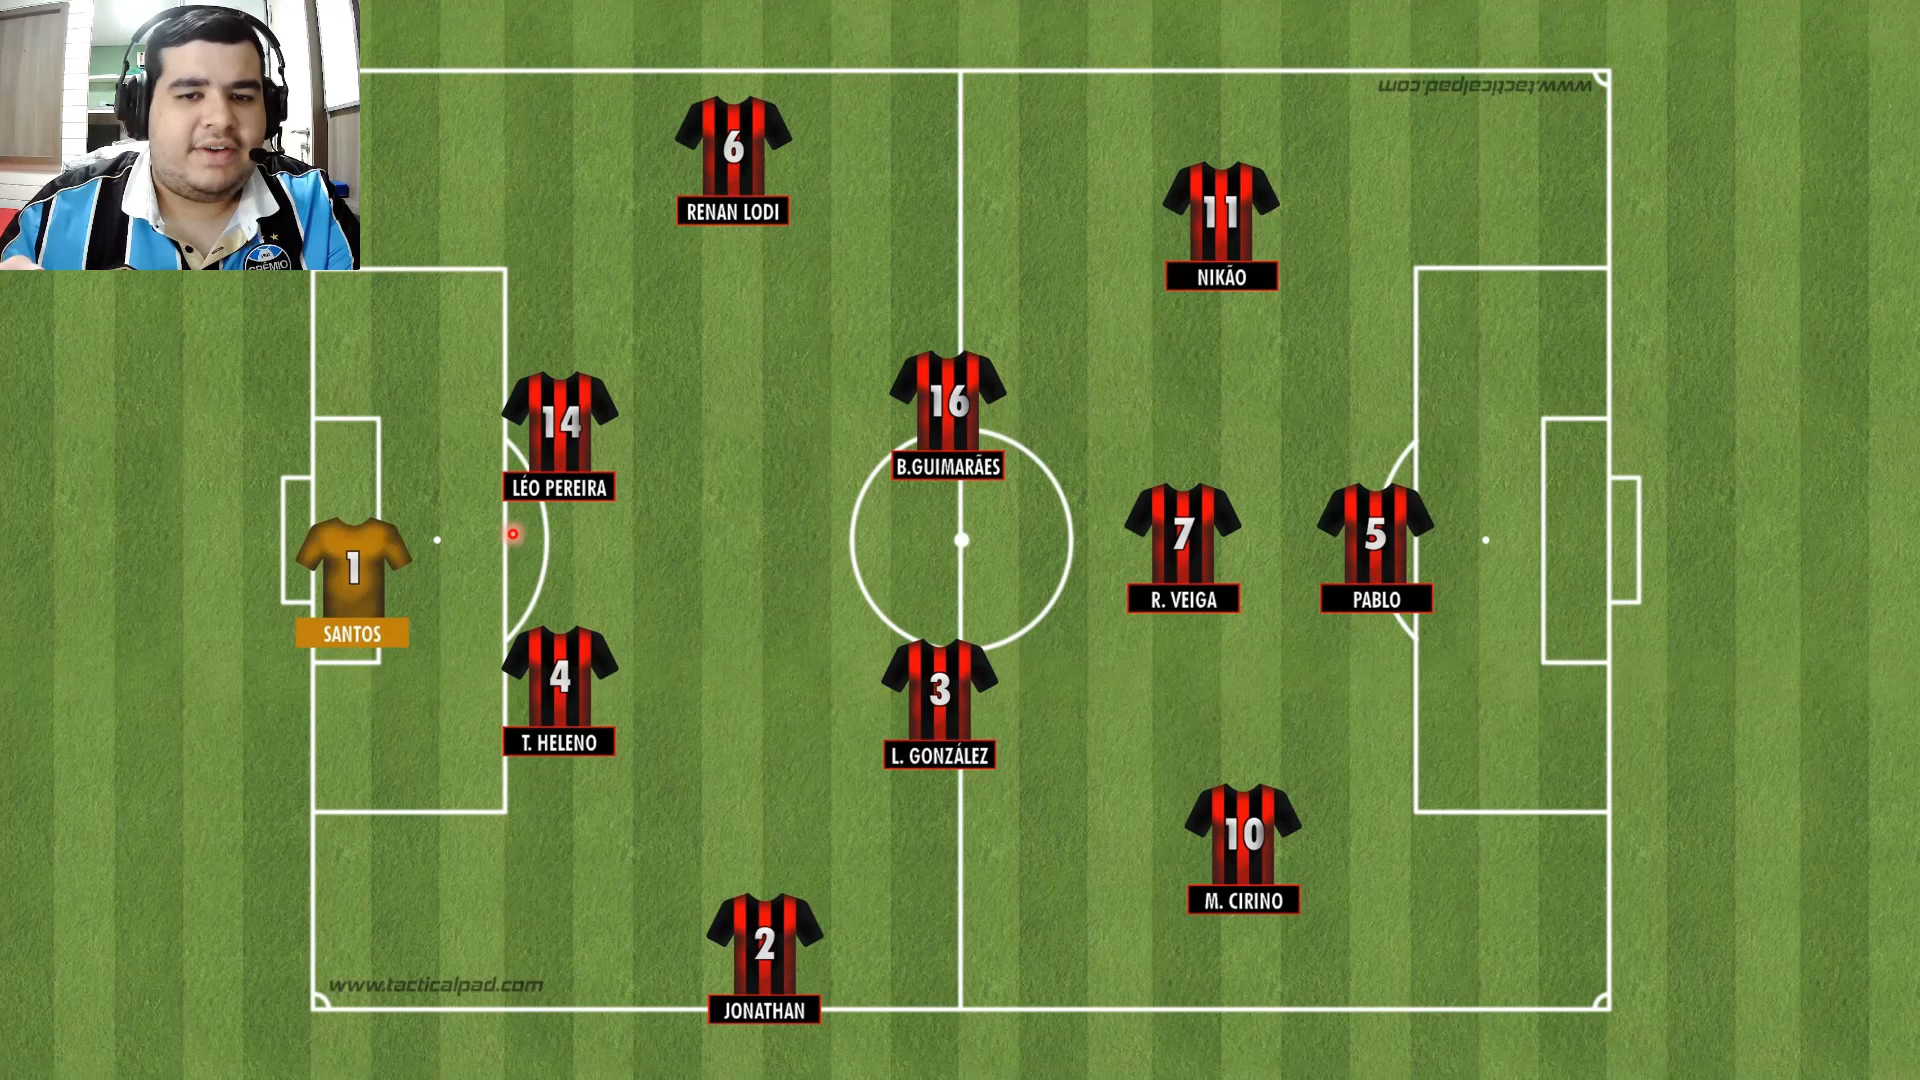 www.tacticalpad.com
6
RENAN LODI
11
NIKÃO
GRÊMIO
14
LÉO PEREIRA
16
B.GUIMARÃES
1
SANTOS
7
R. VEIGA
5
PABLO
4
T. HELENO
3
L. GONZÁLEZ
10
M. CIRINO
2
JONATHAN
www.tacticalpad.com